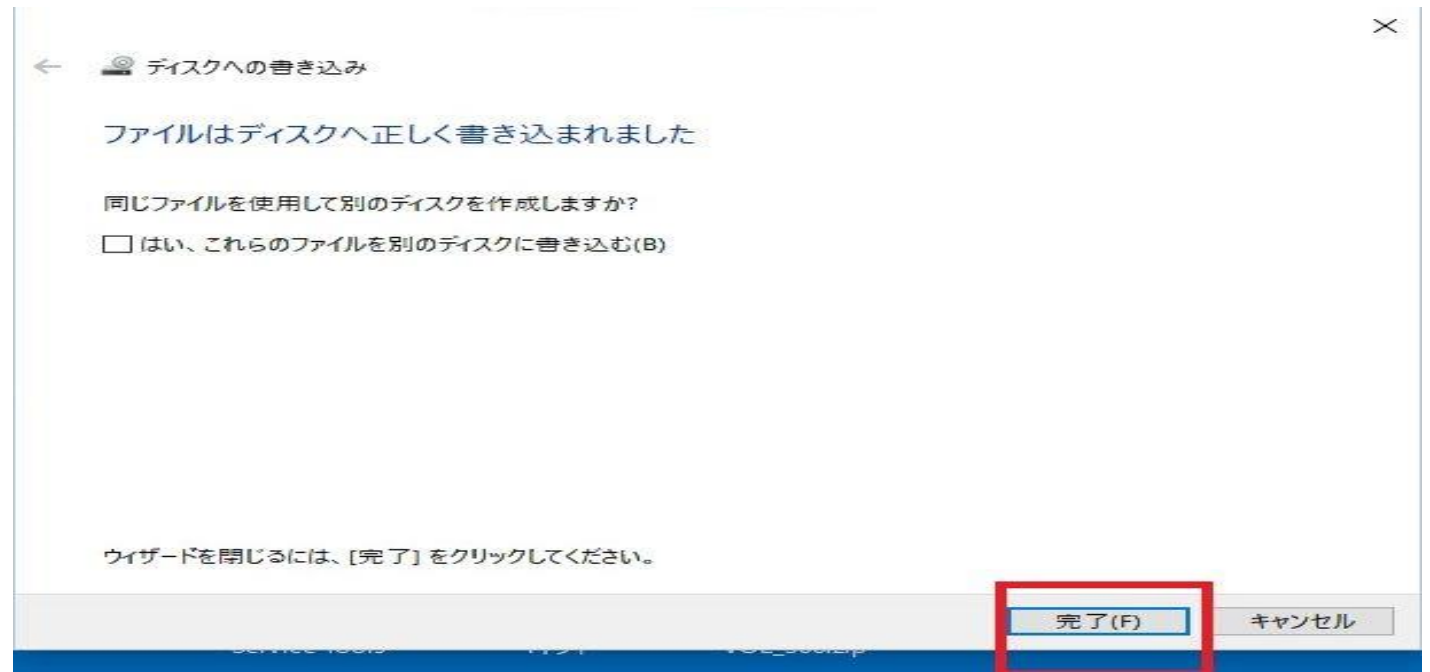 ディスクへの書き込み
ファイルはディスクへ正しく書き込まれました
同じファイルを使用して別のディスクを作成しますか?
はい、これらのファイルを別のディスクに書き込む(B)
ウィザードを閉じるには、[完了] をクリックしてください。
完了(F) キャンセル